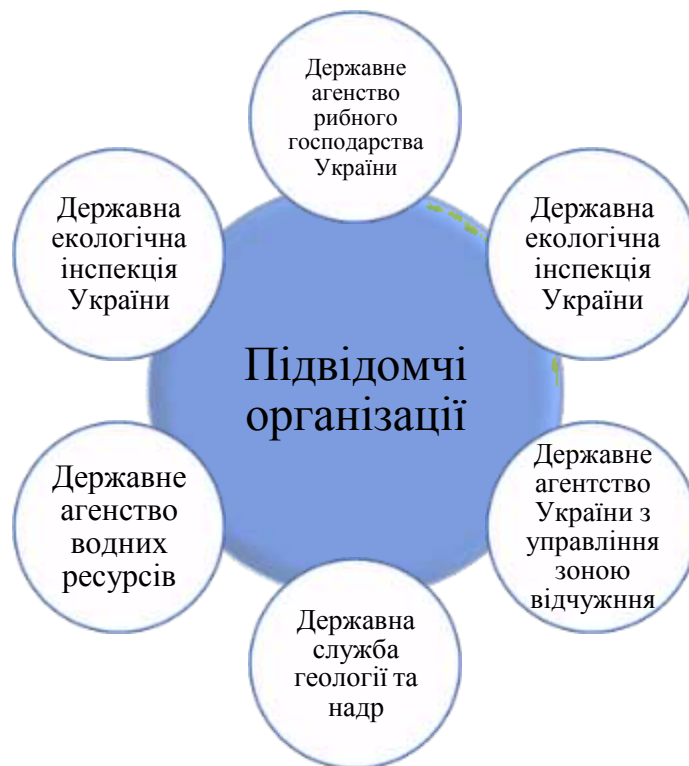 Державне
агенство
рибного
господарства
України
Державна
екологічна
інспекція
України
Державна
екологічна
інспекція
України
Підвідомчі
організації
Державне
агенство
водних
ресурсів
Державне
агентство
України з
управління
зоною
відчужння
Державна
служба
геології та
надр